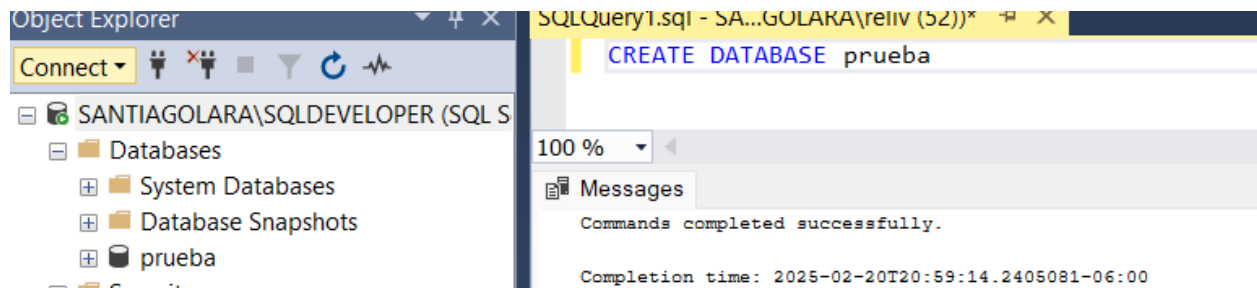 Object Explorer
Connect
SANTIAGOLARA\SQLDEVELOPER (SQL S
Databases
System Databases
Database Snapshots
prueba
SQLQuery1.sql - SA...GOLARA\reliv (52))*
CREATE DATABASE prueba
100 %
Messages
Commands completed successfully.
Completion time: 2025-02-20T20:59:14.2405081-06:00